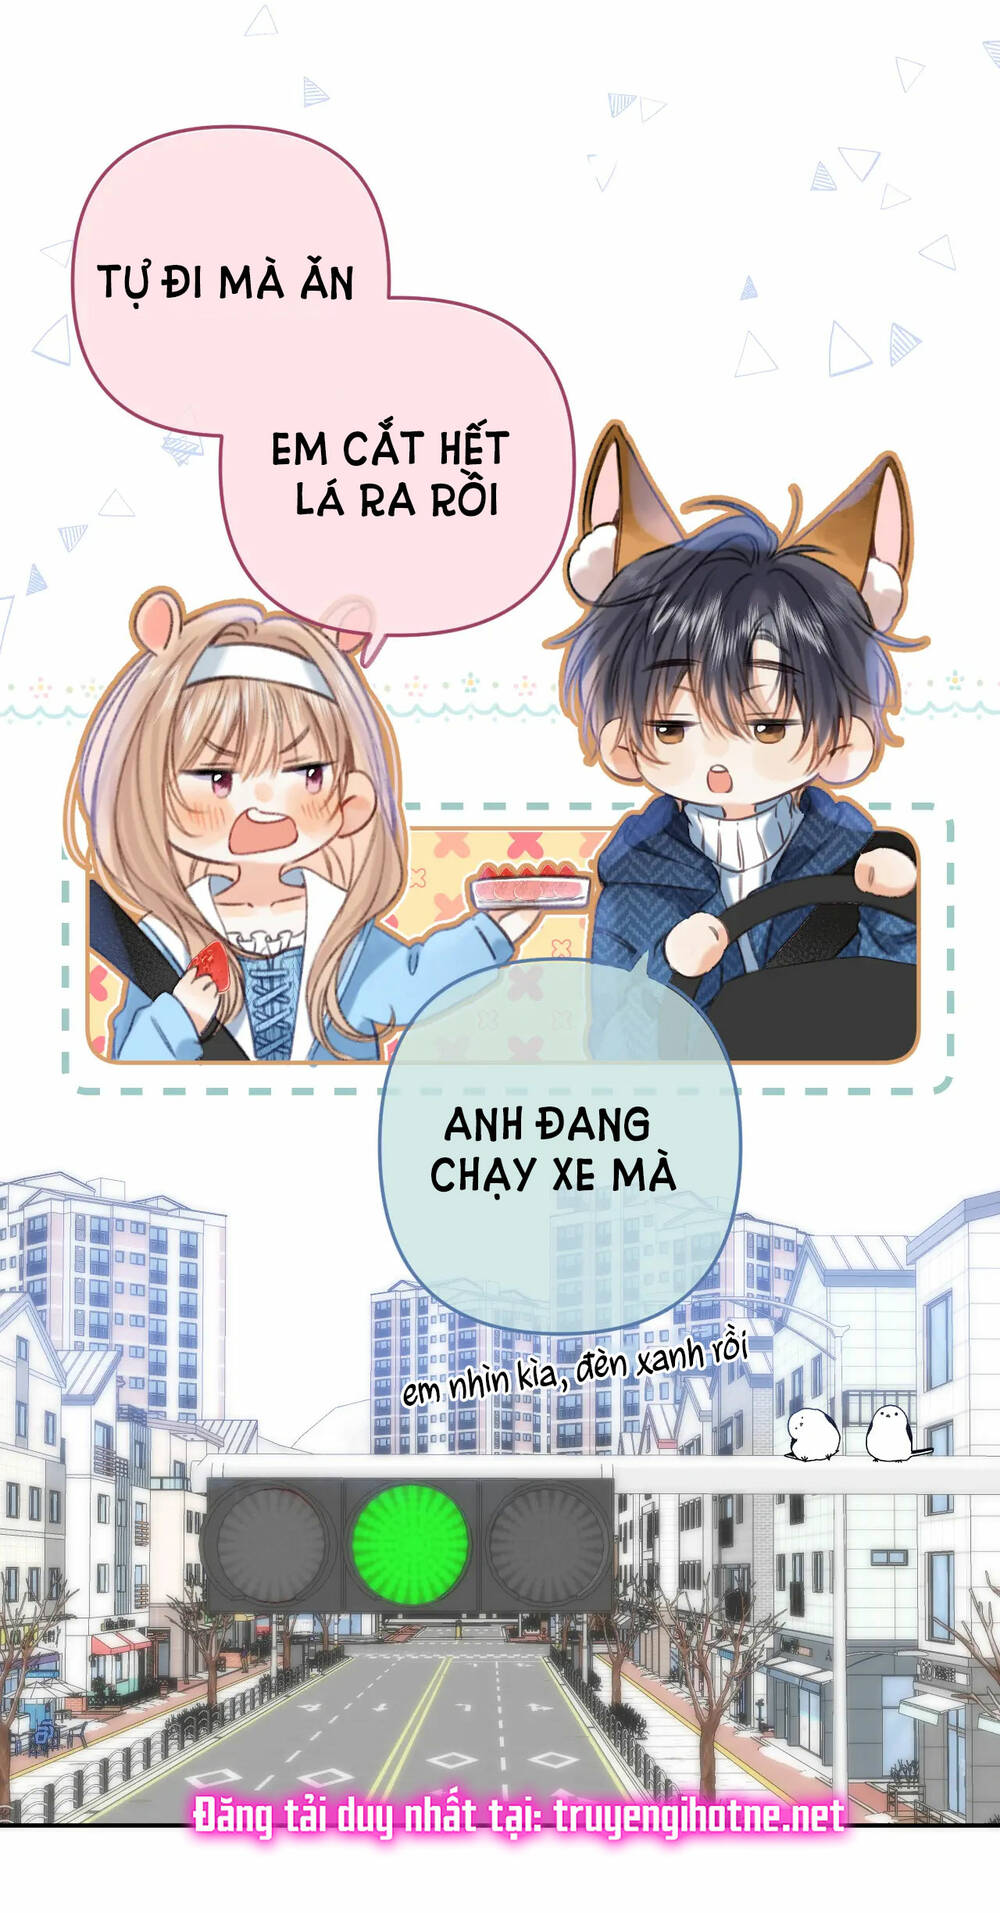 TỰ ĐI MÀ ĂN
EM CẮT HẾT
LÁ RA RỒI
ANH ĐANG
CHẠY XE MÀ
em nhìn kìa, đèn xanh rồi
Đăng tải duy nhất tại: truyengihotne.net